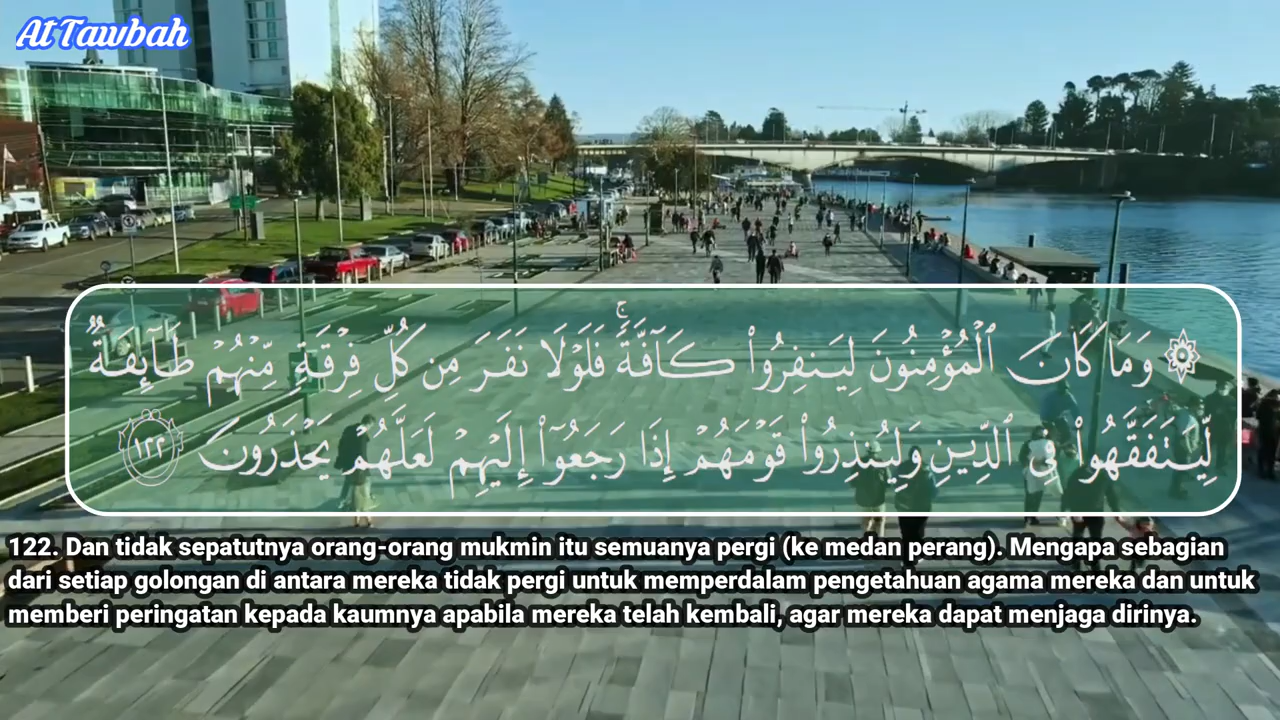 At Tawbah
۞ وَمَا كَانَ ٱلْمُؤْمِنُونَ لِيَنفِرُوا۟ كَآفَّةًۭ ۚ فَلَوْلَا نَفَرَ مِن كُلِّ فِرْقَةٍۢ مِّنْهُمْ طَآئِفَةٌۭ
لِّيَتَفَقَّهُوا۟ فِى ٱلدِّينِ وَلِيُنذِرُوا۟ قَوْمَهُمْ إِذَا رَجَعُوٓا۟ إِلَيْهِمْ لَعَلَّهُمْ يَحْذَرُونَ ١٢٢
122. Dan tidak sepatutnya orang-orang mukmin itu semuanya pergi (ke medan perang). Mengapa sebagian
dari setiap golongan di antara mereka tidak pergi untuk memperdalam pengetahuan agama mereka dan untuk
memberi peringatan kepada kaumnya apabila mereka telah kembali, agar mereka dapat menjaga dirinya.